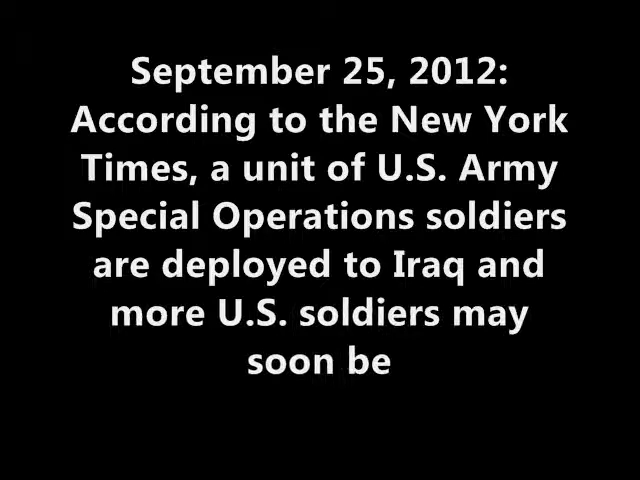 September 25, 2012:
According to the New York
Times, a unit of U.S. Army
Special Operations soldiers
are deployed to Iraq and
more U.S. soldiers may
soon be